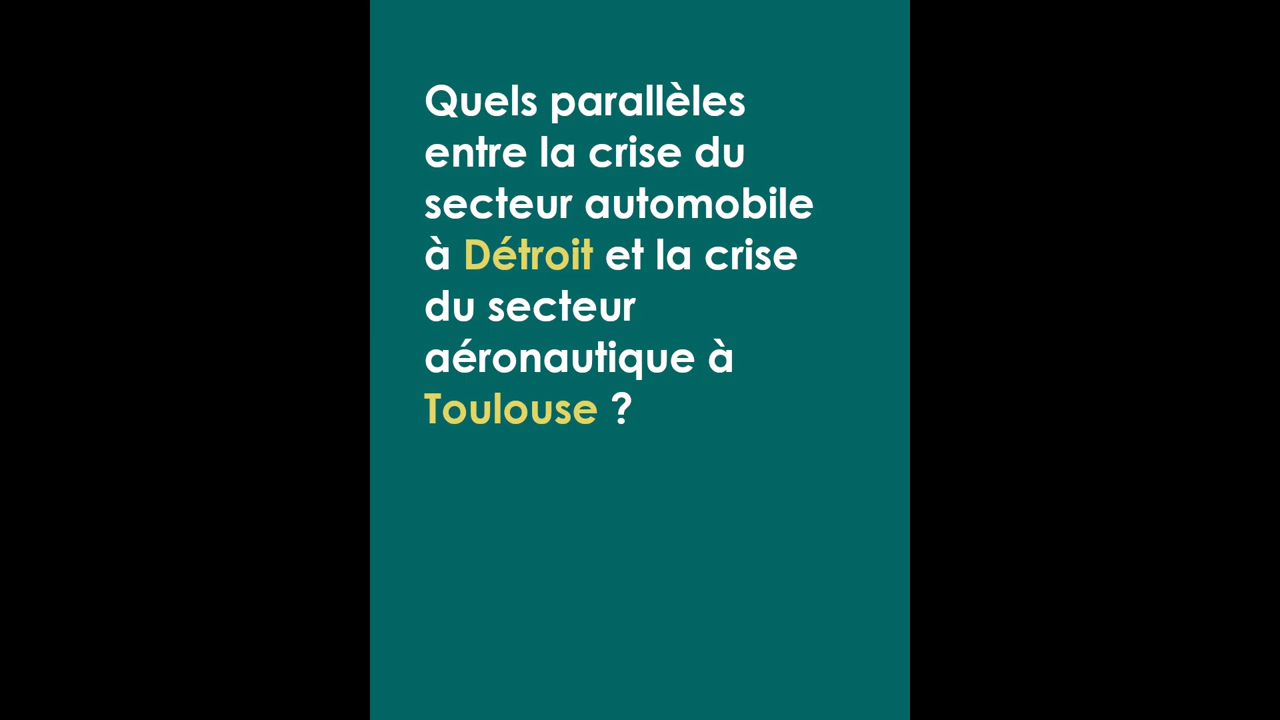 Quels parallèles
entre la crise du
secteur automobile
à Détroit et la crise
du secteur
aéronautique à
Toulouse ?